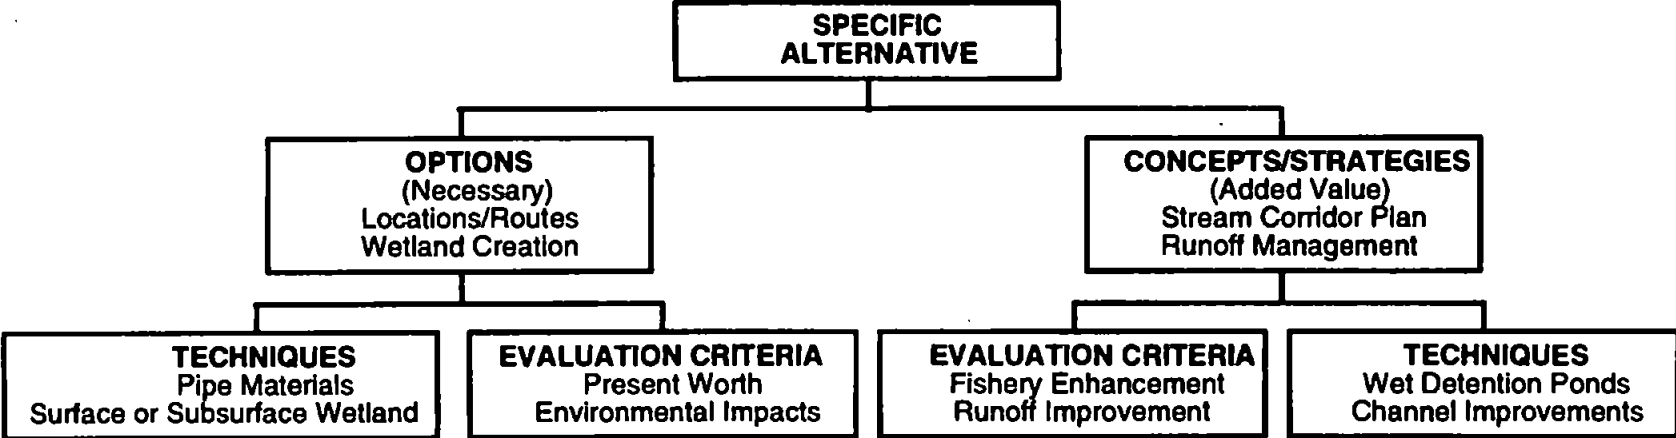 SPECIFIC
ALTERNATIVE
OPTIONS
(Necessary)
Locations/Routes
Wetland Creation
CONCEPTS/STRATEGIES
(Added Value)
Stream Corridor Plan
Runoff Management
TECHNIQUES
Pipe Materials
Surface or Subsurface Wetland
EVALUATION CRITERIA
Present Worth
Environmental Impacts
EVALUATION CRITERIA
Fishery Enhancement
Runoff Improvement
TECHNIQUES
Wet Detention Ponds
Channel Improvements